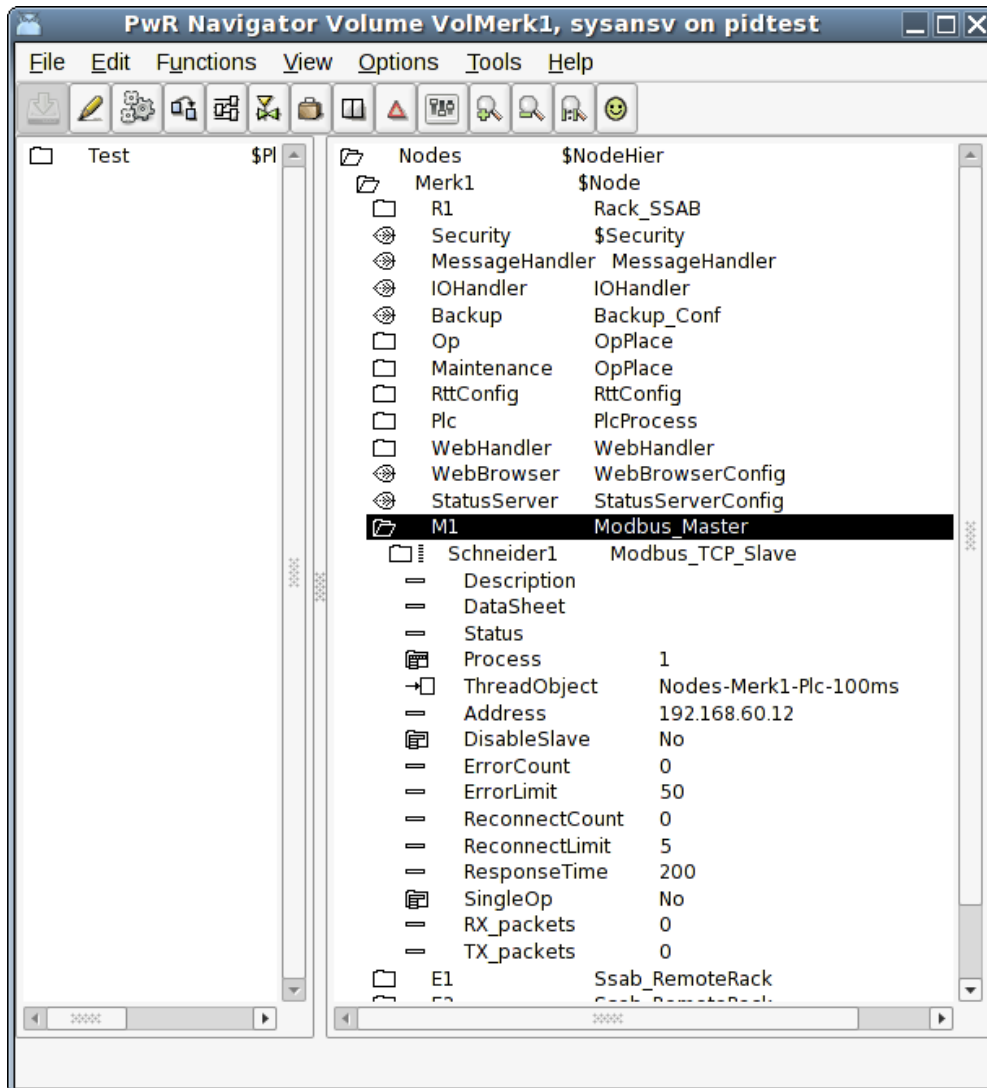 PwR Navigator Volume VolMerk1, sysansv on pidtest
File Edit Functions View Options Tools Help
Test $Pl
Nodes $NodeHier
Merk1 $Node
R1 Rack_SSAB
Security $Security
MessageHandler MessageHandler
IOHandler IOHandler
Backup Backup_Conf
Op OpPlace
Maintenance OpPlace
RttConfig RttConfig
Plc PlcProcess
WebHandler WebHandler
WebBrowser WebBrowserConfig
StatusServer StatusServerConfig
M1 Modbus_Master
Schneider1 Modbus_TCP_Slave
Description
DataSheet
Status
Process 1
ThreadObject Nodes-Merk1-Plc-100ms
Address 192.168.60.12
DisableSlave No
ErrorCount 0
ErrorLimit 50
ReconnectCount 0
ReconnectLimit 5
ResponseTime 200
SingleOp No
RX_packets 0
TX_packets 0
E1 Ssab_RemoteRack